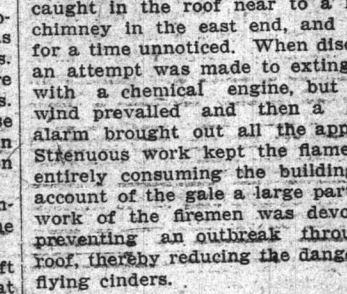 caught in the roof near to a
chimney in the east end, and
for a time unnoticed. When disc
an attempt was made to exting
with a chemical engine, but
wind prevailed and then a
alarm brought out all the app
Strenuous work kept the flame
entirely consuming the building
account of the gale a large par
work of the firemen was devo
preventing an outbreak throu
roof, thereby reducing the dange
flying cinders.